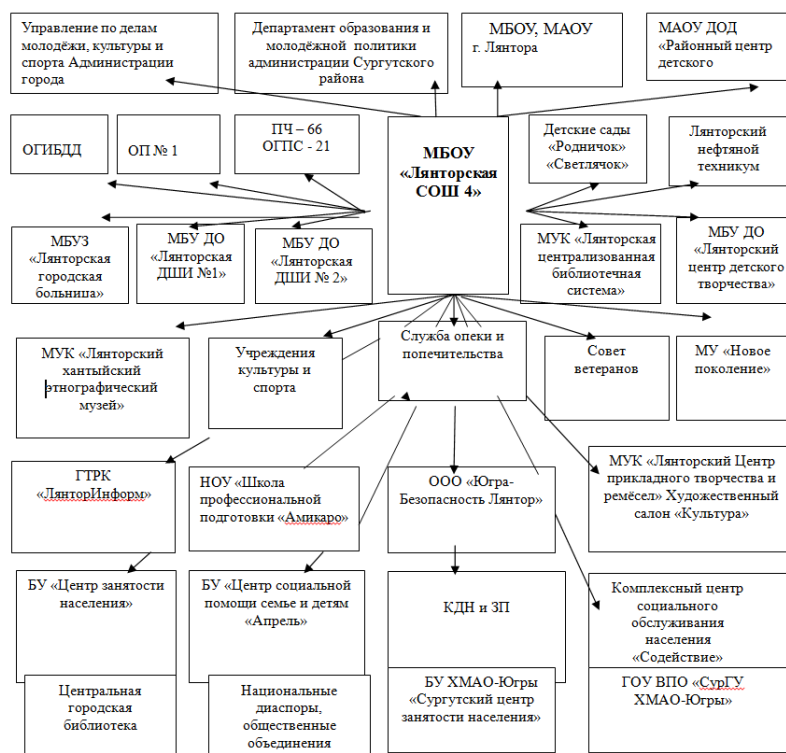 Управление по делам
молодёжи, культуры и
спорта Администрации
города
Департамент образования и
молодёжной политики
администрации Сургутского
района
МБОУ, МАОУ
г. Лянтора
МАОУ ДОД
«Районный центр
детского
ОГИБДД
ОП № 1
ПЧ – 66
ОГПС - 21
МБОУ
«Лянторская
СОШ 4»
Детские сады
«Родничок»
«Светлячок»
Лянторский
нефтяной
техникум
МБУЗ
«Лянторская
городская
больница»
МБУ ДО
«Лянторская
ДШИ №1»
МБУ ДО
«Лянторская
ДШИ № 2»
МУК «Лянторская
централизованная
библиотечная
система»
МБУ ДО
«Лянторский
центр детского
творчества»
МУК «Лянторский
хантыйский
этнографический
музей»
Учреждения
культуры и
спорта
Служба опеки и
попечительства
Совет
ветеранов
МУ «Новое
поколение»
ГТРК
«ЛянторИнформ»
НОУ «Школа
профессиональной
подготовки «Амикаро»
ООО «Югра-
Безопасность Лянтор»
МУК «Лянторский Центр
прикладного творчества и
ремёсел» Художественный
салон «Культура»
БУ «Центр занятости
населения»
БУ «Центр социальной
помощи семье и детям
«Апрель»
КДН и ЗП
Комплексный центр
социального
обслуживания
населения
«Содействие»
Центральная
городская
библиотека
Национальные
диаспоры,
общественные
объединения
БУ ХМАО-Югры
«Сургутский центр
занятости населения»
ГОУ ВПО «СурГУ
ХМАО-Югры»